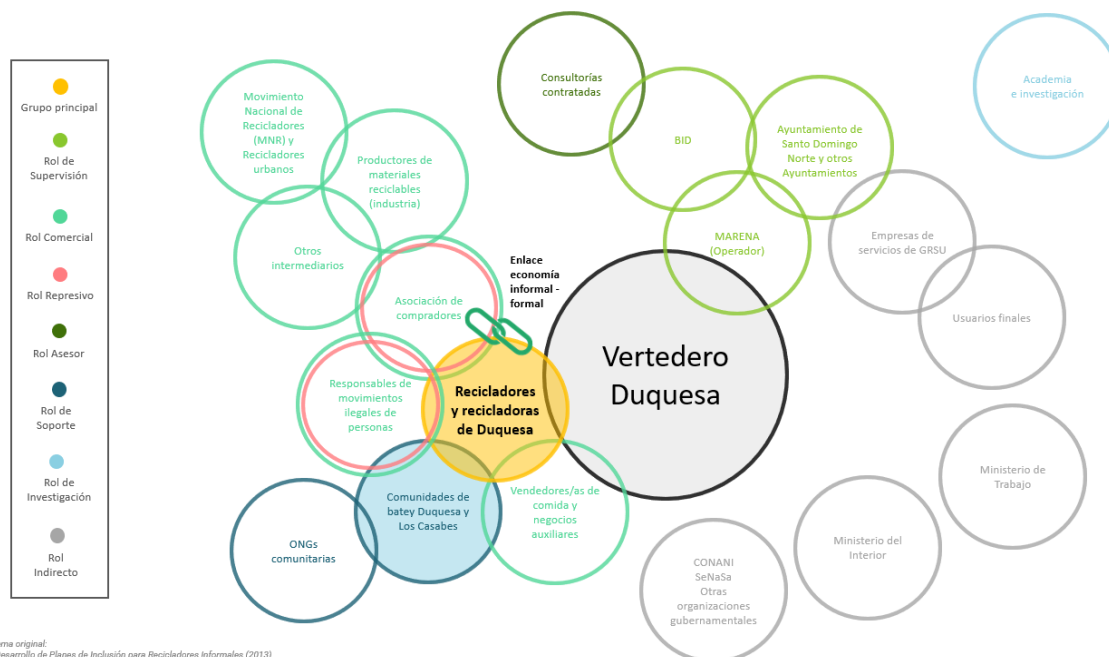 Grupo principal
Rol de
Supervisión
Rol Comercial
Rol Represivo
Rol Asesor
Rol de
Soporte
Rol de
Investigación
Rol
Indirecto
Movimiento
Nacional de
Recicladores
(MNR) y
Recicladores
urbanos
Productores de
materiales
reciclables
(industria)
Otros
intermediarios
Asociación de
compradores
Enlace
economía
informal -
formal
Responsables de
movimientos
ilegales de
personas
Recicladores
y recicladoras
de Duquesa
Comunidades de
batey Duquesa y
Los Casabes
ONGs
comunitarias
Vendedores/as de
comida y
negocios
auxiliares
Vertedero
Duquesa
Consultorías
contratadas
BID
Ayuntamiento de
Santo Domingo
Norte y otros
Ayuntamientos
MARENA
(Operador)
Academia
e investigación
Empresas de
servicios de GRSU
Usuarios finales
Ministerio de
Trabajo
Ministerio del
Interior
CONANI
SeNaSa
Otras
organizaciones
gubernamentales
original:
Planes de Inclusión para Recicladores Informales (2013)